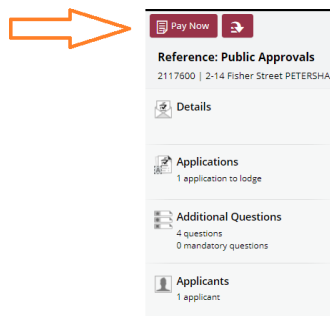 Pay Now
Reference: Public Approvals
2117600 | 2-14 Fisher Street PETERSHA
Details
Applications
1 application to lodge
Additional Questions
4 questions
0 mandatory questions
Applicants
1 applicant